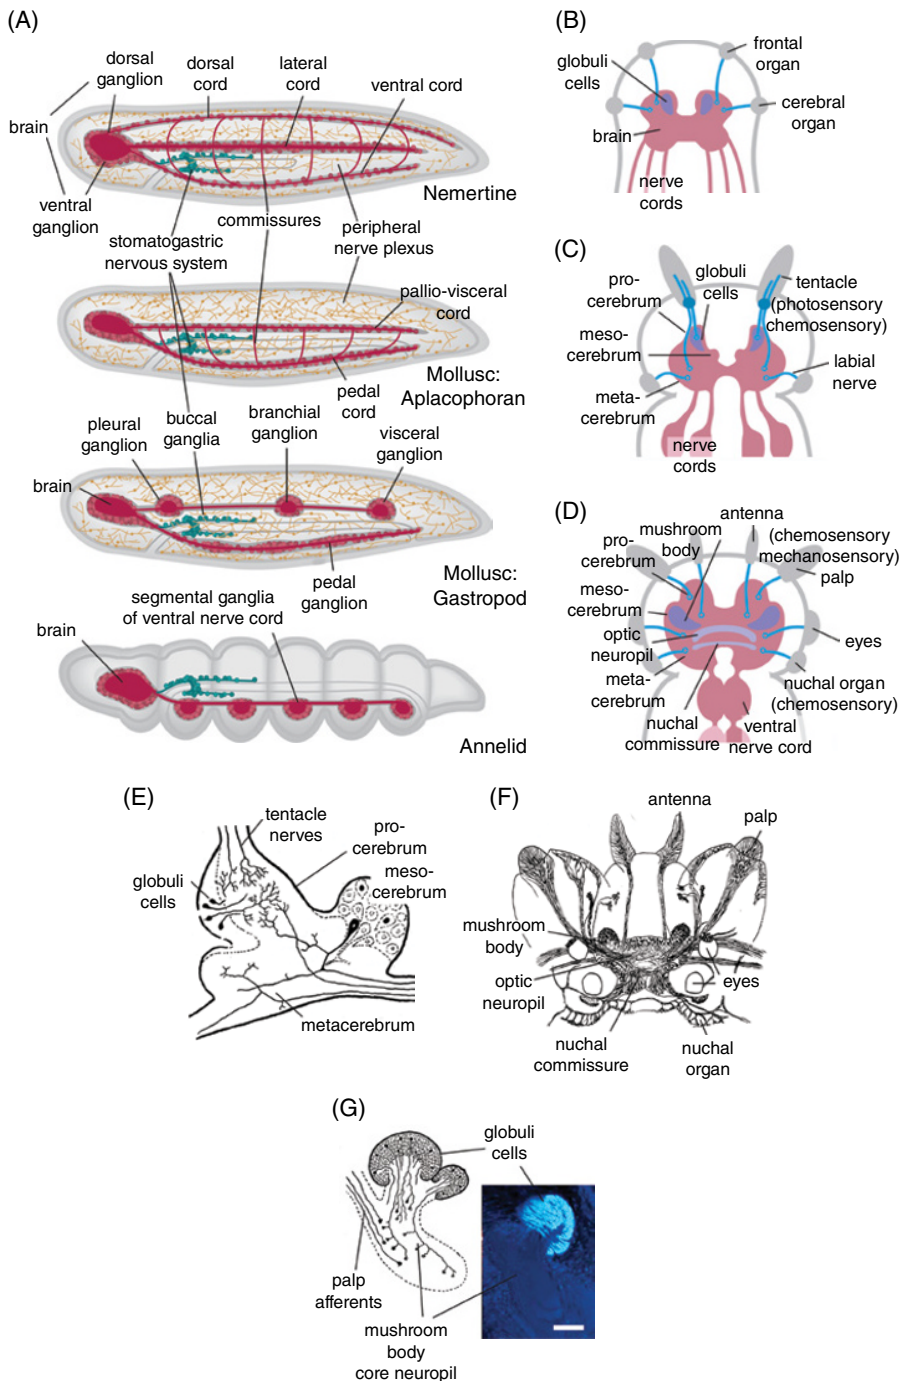 (A)
dorsal
ganglion
dorsal
cord
lateral
cord
ventral cord
brain
ventral
ganglion
Nemertine
stomatogastric
nervous system
commissures
peripheral
nerve plexus
pallio-visceral
cord
Mollusc:
Aplacophoran
pedal
cord
pleural
ganglion
buccal
ganglia
branchial
ganglion
visceral
ganglion
brain
pedal
ganglion
Mollusc:
Gastropod
segmental ganglia
of ventral nerve cord
brain
Annelid
(B)
globuli
cells
frontal
organ
cerebral
organ
brain
nerve
cords
(C)
pro-
cerebrum
globuli
cells
tentacle
(photosensory
chemosensory)
meso-
cerebrum
labial
nerve
meta-
cerebrum
nerve
cords
(D)
mushroom
body
antenna
(chemosensory
mechanosensory)
pro-
cerebrum
palp
meso-
cerebrum
optic
neuropil
eyes
meta-
cerebrum
nuchal organ
(chemosensory)
nuchal
commissure
ventral
nerve cord
(E)
tentacle
nerves
pro-
cerebrum
meso-
cerebrum
globuli
cells
metacerebrum
(F)
antenna
palp
mushroom
body
optic
neuropil
eyes
nuchal
commissure
nuchal
organ
(G)
globuli
cells
palp
afferents
mushroom
body
core neuropil